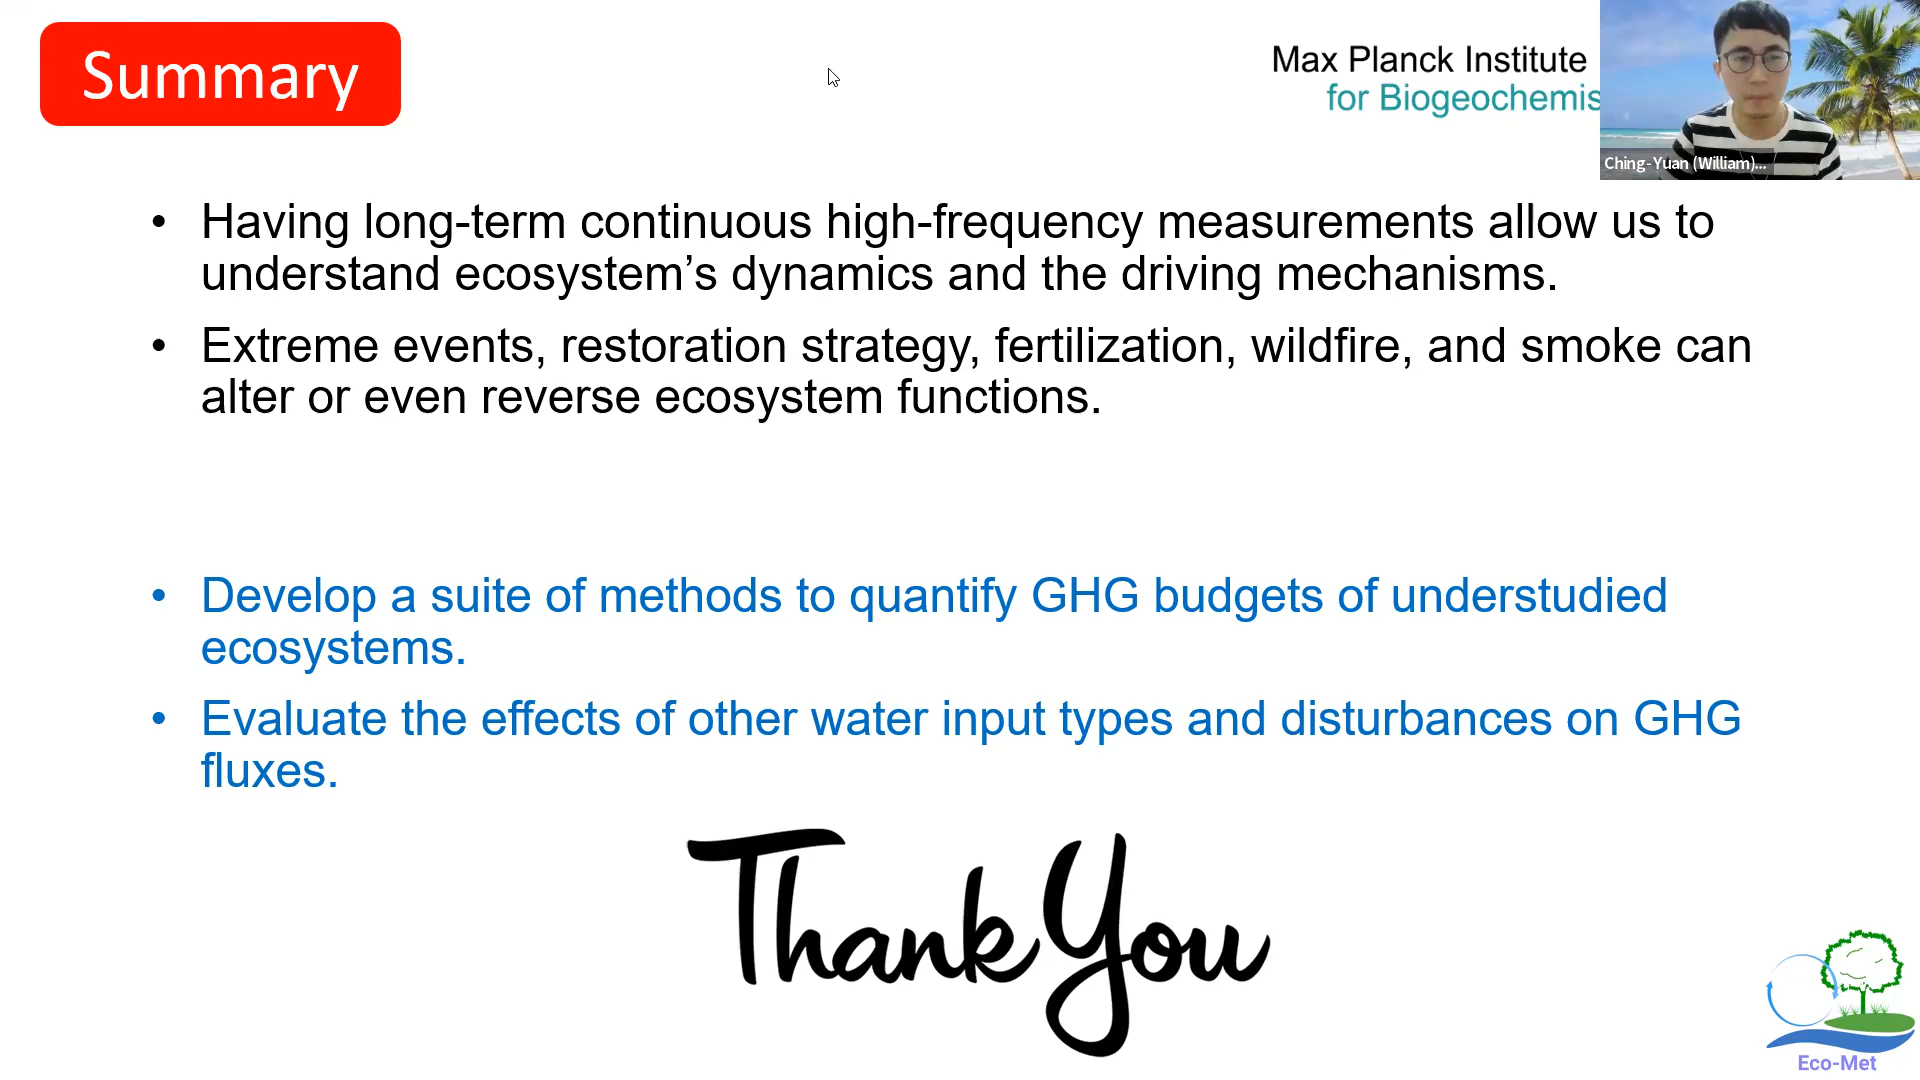 Summary
Max Planck Institute
for Biogeochemis
Ching-Yuan (William)...
• Having long-term continuous high-frequency measurements allow us to
understand ecosystem’s dynamics and the driving mechanisms.
• Extreme events, restoration strategy, fertilization, wildfire, and smoke can
alter or even reverse ecosystem functions.
• Develop a suite of methods to quantify GHG budgets of understudied
ecosystems.
• Evaluate the effects of other water input types and disturbances on GHG
fluxes.
Thank You
Eco-Met